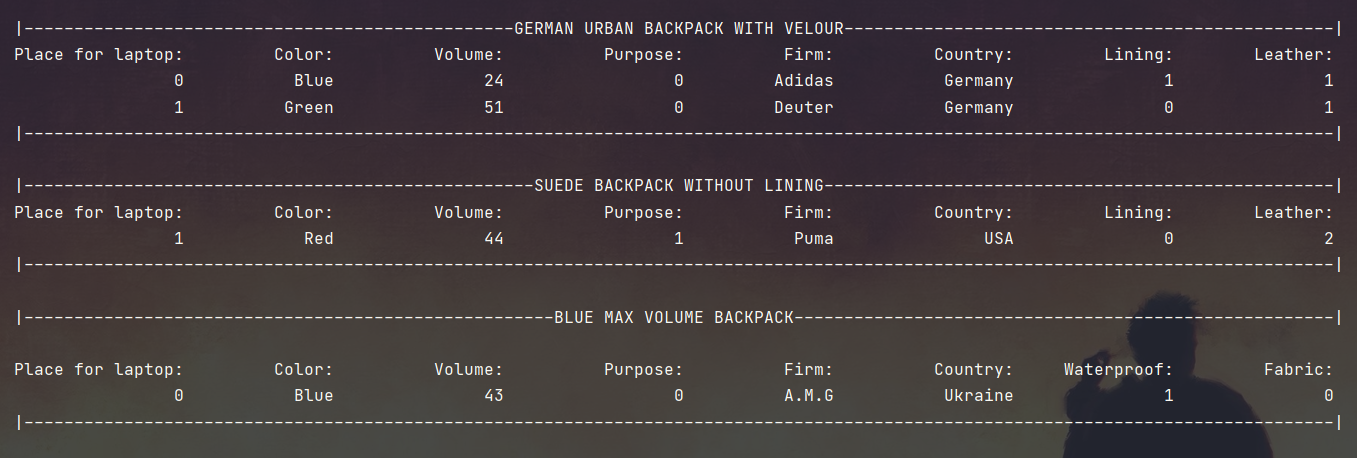 |-------------------------------------------------GERMAN URBAN BACKPACK WITH VELOUR-------------------------------------------------|
Place for laptop: Color: Volume: Purpose: Firm: Country: Lining: Leather:
0 Blue 24 0 Adidas Germany 1 1
1 Green 51 0 Deuter Germany 0 1
|-----------------------------------------------------------------------------------------------------------------------------------|
|---------------------------------------------------SUEDE BACKPACK WITHOUT LINING---------------------------------------------------|
Place for laptop: Color: Volume: Purpose: Firm: Country: Lining: Leather:
1 Red 44 1 Puma USA 0 2
|-----------------------------------------------------------------------------------------------------------------------------------|
|-----------------------------------------------------BLUE MAX VOLUME BACKPACK------------------------------------------------------|
Place for laptop: Color: Volume: Purpose: Firm: Country: Waterproof: Fabric:
0 Blue 43 0 A.M.G Ukraine 1 0
|-----------------------------------------------------------------------------------------------------------------------------------|